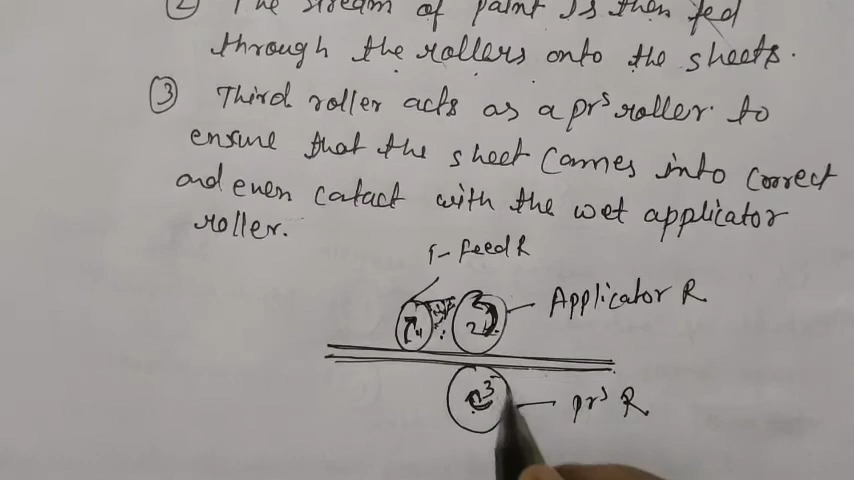 ② The stream of paint is then fed
through the rollers onto the sheets.
③ Third roller acts as a prs roller to
ensure that the sheet comes into correct
and even catact with the wet applicator
roller.
1- Feed R
Applicator R
2
3
prs R